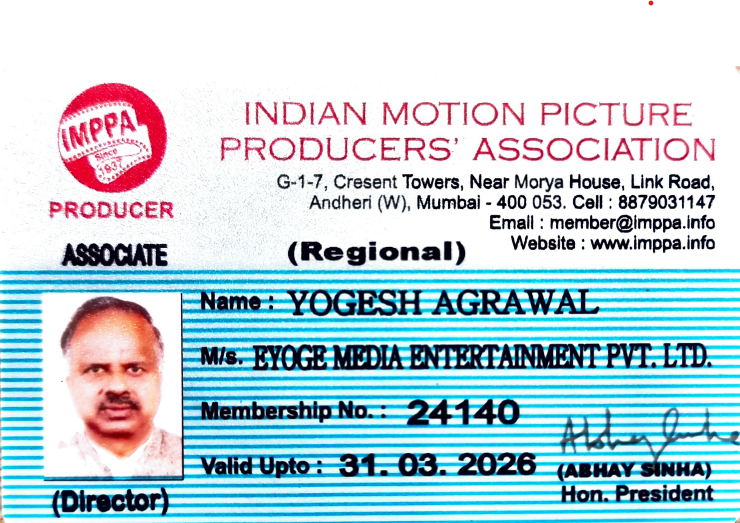 IMPPA
Since
1937
PRODUCER
INDIAN MOTION PICTURE
PRODUCERS' ASSOCIATION
G-1-7, Cresent Towers, Near Morya House, Link Road,
Andheri (W), Mumbai - 400 053. Cell : 8879031147
Email : member@imppa.info
Website : www.imppa.info
ASSOCIATE
(Regional)
Name : YOGESH AGRAWAL
M/s. EYOGE MEDIA ENTERTAINMENT PVT. LTD.
Membership No. : 24140
Valid Upto : 31. 03. 2026
(Director)
(ABHAY SINHA)
Hon. President